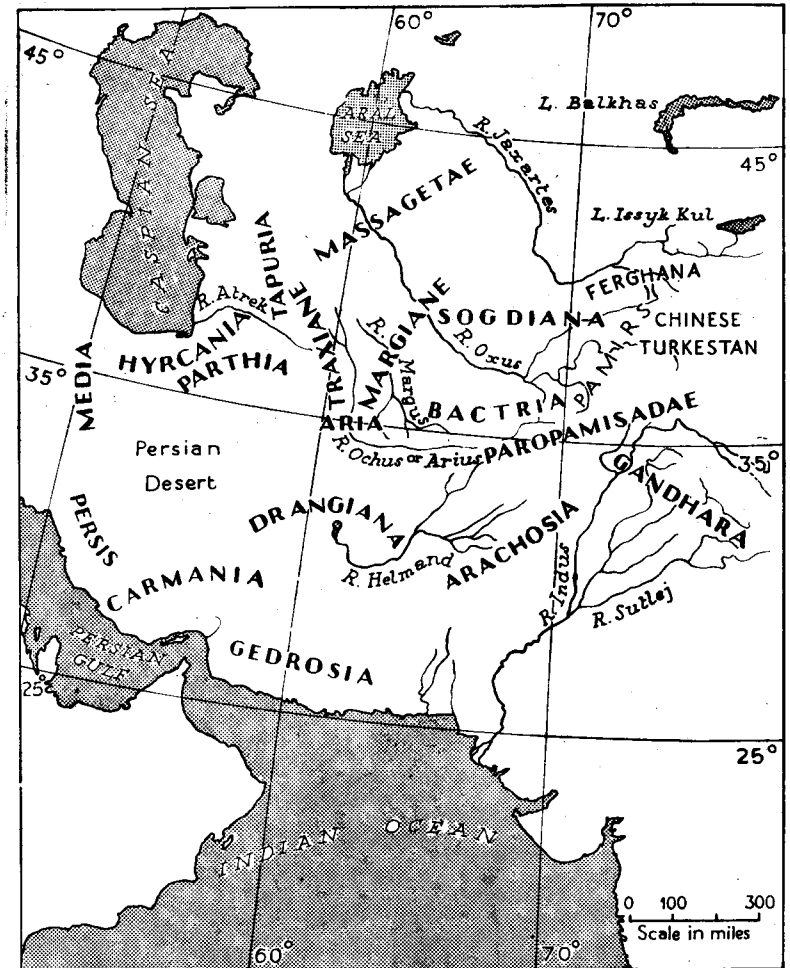 60°
70°
45°
L. Balkhas
ARAL
SEA
R. Jaxartes
45°
CASPIAN SEA
MASSAGETAE
L. Issyk Kul
TAPURIA
FERGHANA
R. Atrek
TRAXIANE
MARGIANE
R. Margus
SOGDIANA
R. Oxus
PAMIRS
CHINESE
TURKESTAN
MEDIA
HYRCANIA
PARTHIA
35°
BACTRIA
ARIA
PAROPAMISADAE
R. Ochus or Arius
35°
Persian
Desert
GANDHARA
PERSIS
DRANGIANA
ARACHOSIA
R. Helmand
CARMANIA
R. Indus
R. Sutlej
PERSIAN
GULF
GEDROSIA
25°
25°
INDIAN OCEAN
0 100 300
Scale in miles
60°
70°